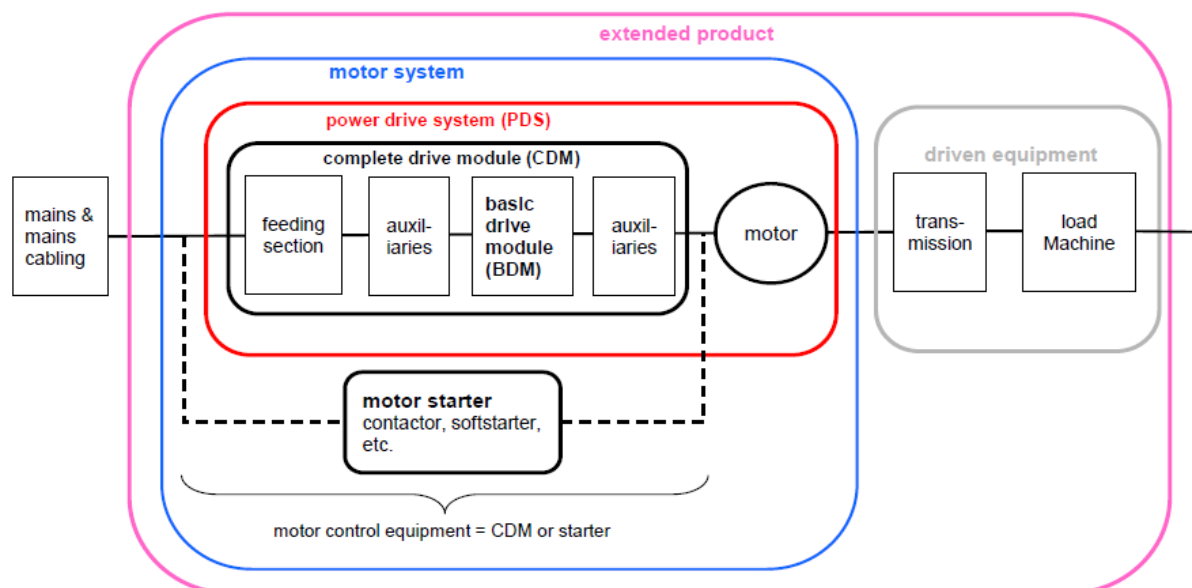 extended product
motor system
power drive system (PDS)
complete drive module (CDM)
driven equipment
mains &
mains
cabling
feeding
section
auxil-
iaries
basic
drive
module
(BDM)
auxil-
iaries
motor
trans-
mission
load
Machine
motor starter
contactor, softstarter,
etc.
motor control equipment = CDM or starter